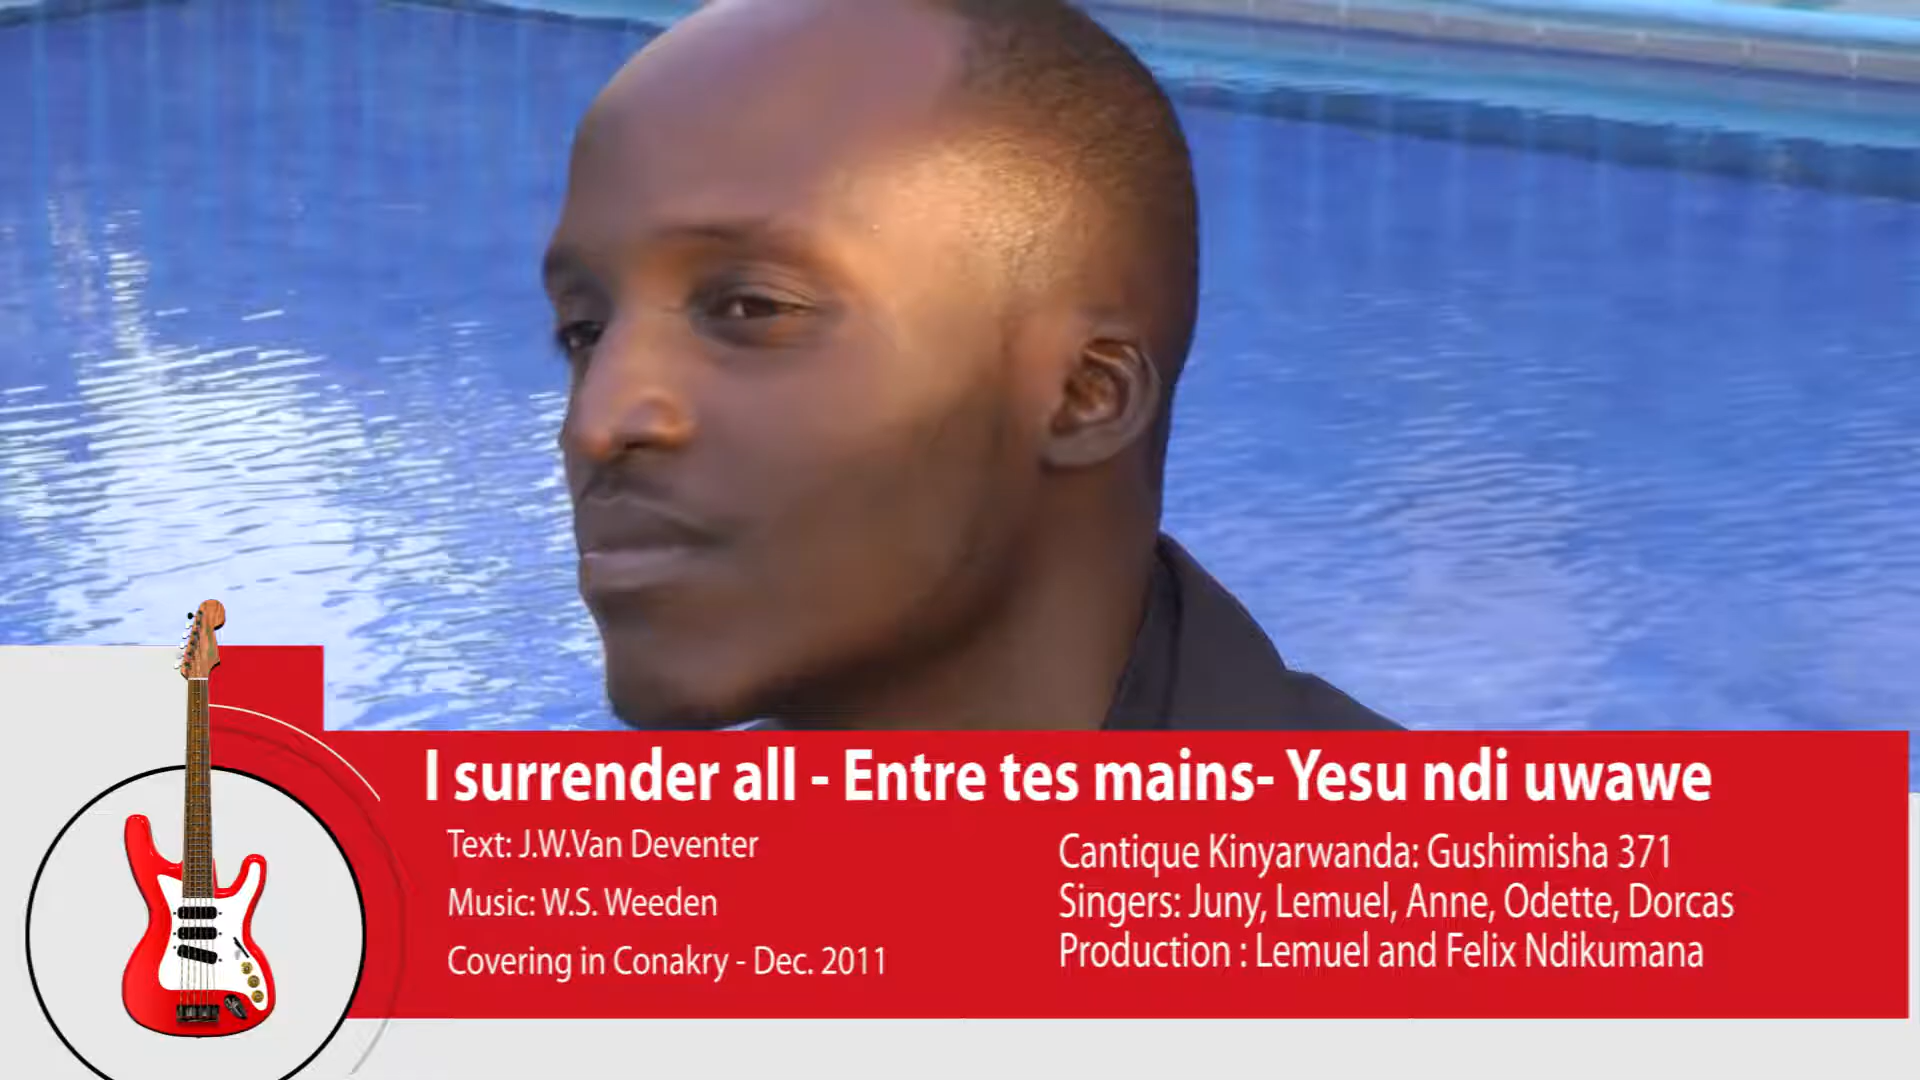 I surrender all - Entre tes mains- Yesu ndi uwawe
Text: J.W.Van Deventer
Music: W.S. Weeden
Covering in Conakry - Dec. 2011
Cantique Kinyarwanda: Gushimisha 371
Singers: Juny, Lemuel, Anne, Odette, Dorcas
Production : Lemuel and Felix Ndikumana